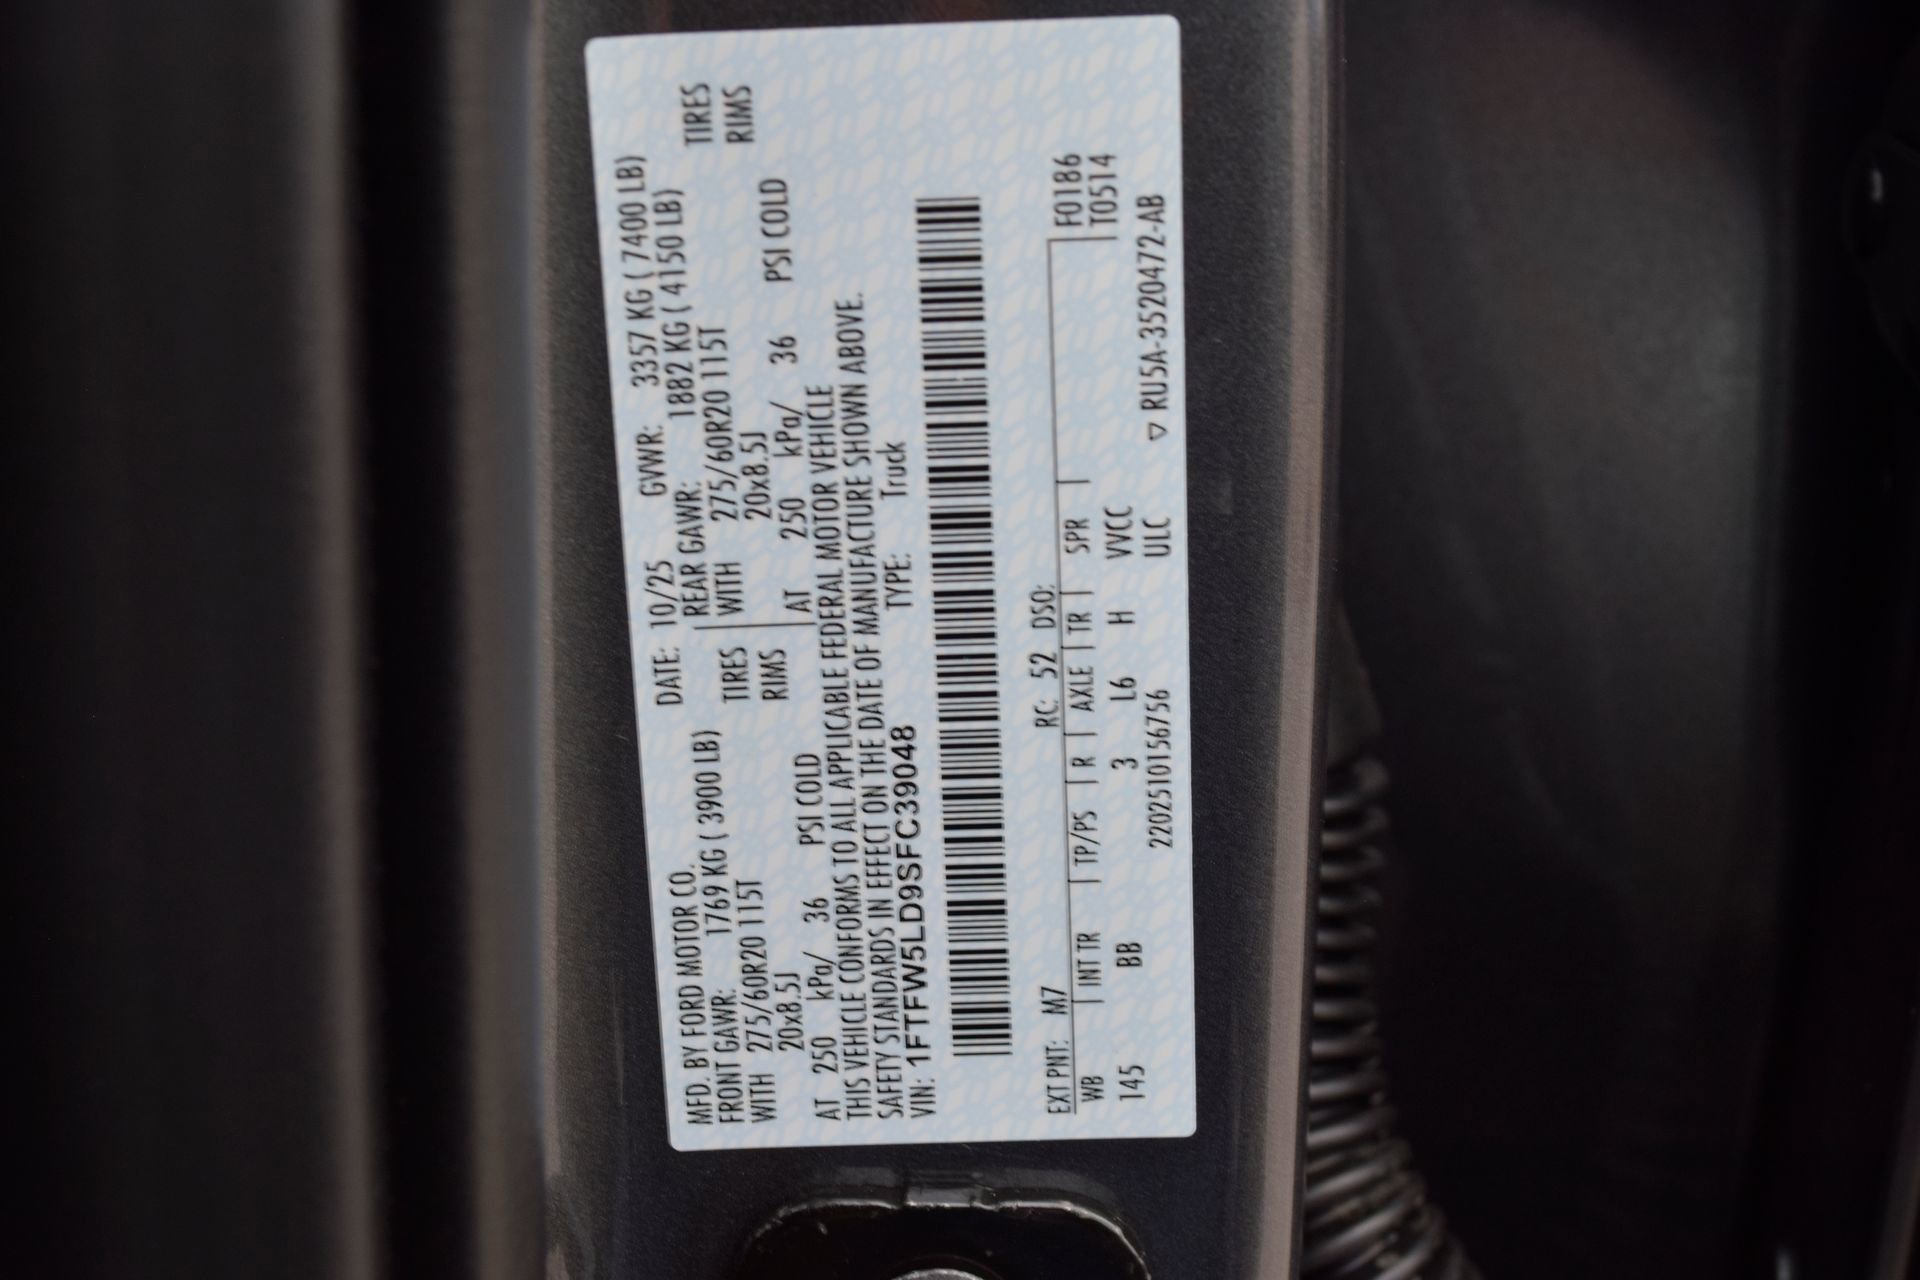 MFD. BY FORD MOTOR CO. DATE: 10/25 GVWR: 3357 KG ( 7400 LB)
FRONT GAWR: 1769 KG ( 3900 LB) REAR GAWR: 1882 KG ( 4150 LB)
WITH 275/60R20 115T TIRES WITH 275/60R20 115T TIRES
20x8.5J RIMS 20x8.5J RIMS
AT 250 kPa/ 36 PSI COLD AT 250 kPa/ 36 PSI COLD
THIS VEHICLE CONFORMS TO ALL APPLICABLE FEDERAL MOTOR VEHICLE
SAFETY STANDARDS IN EFFECT ON THE DATE OF MANUFACTURE SHOWN ABOVE.
VIN: 1FTFW5LD9SFC39048 TYPE: Truck
EXT PNT: M7 RC: 52 DSO: F0186
WB INT TR TP/PS R AXLE TR SPR T0514
145 BB 3 L6 H VVCC
2202510156756 ULC ▽ RU5A-3520472-AB